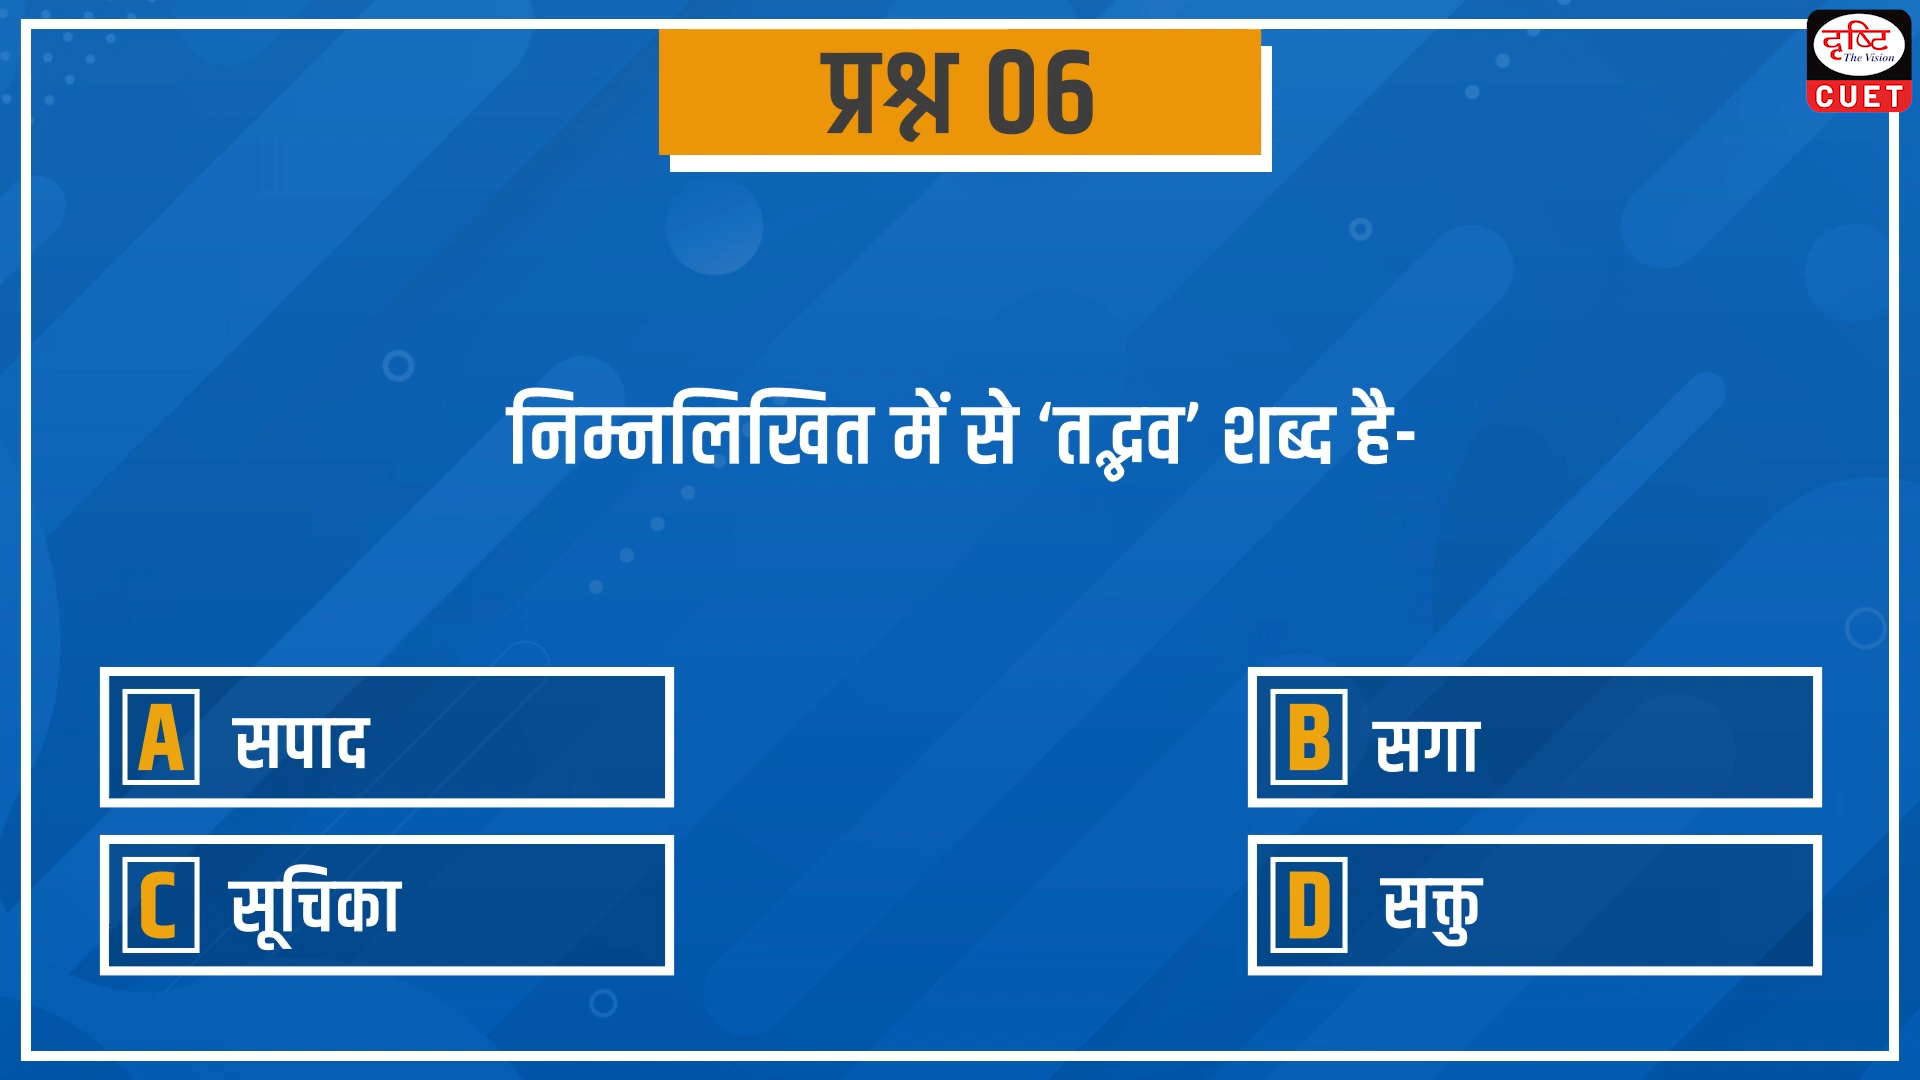 प्रश्न 06
दृष्टि
The Vision
CUET
निम्नलिखित में से ‘तद्भव’ शब्द है-
A सपाद
B सगा
C सूचिका
D सक्तु